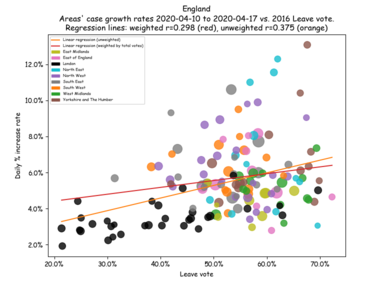 England
Areas' case growth rates 2020-04-10 to 2020-04-17 vs. 2016 Leave vote.
Regression lines: weighted r=0.298 (red), unweighted r=0.375 (orange)
Linear regression (unweighted)
Linear regression (weighted by total votes)
East Midlands
East of England
London
North East
North West
South East
South West
West Midlands
Yorkshire and The Humber
Daily % increase rate
12.0%
10.0%
8.0%
6.0%
4.0%
2.0%
20.0% 30.0% 40.0% 50.0% 60.0% 70.0%
Leave vote